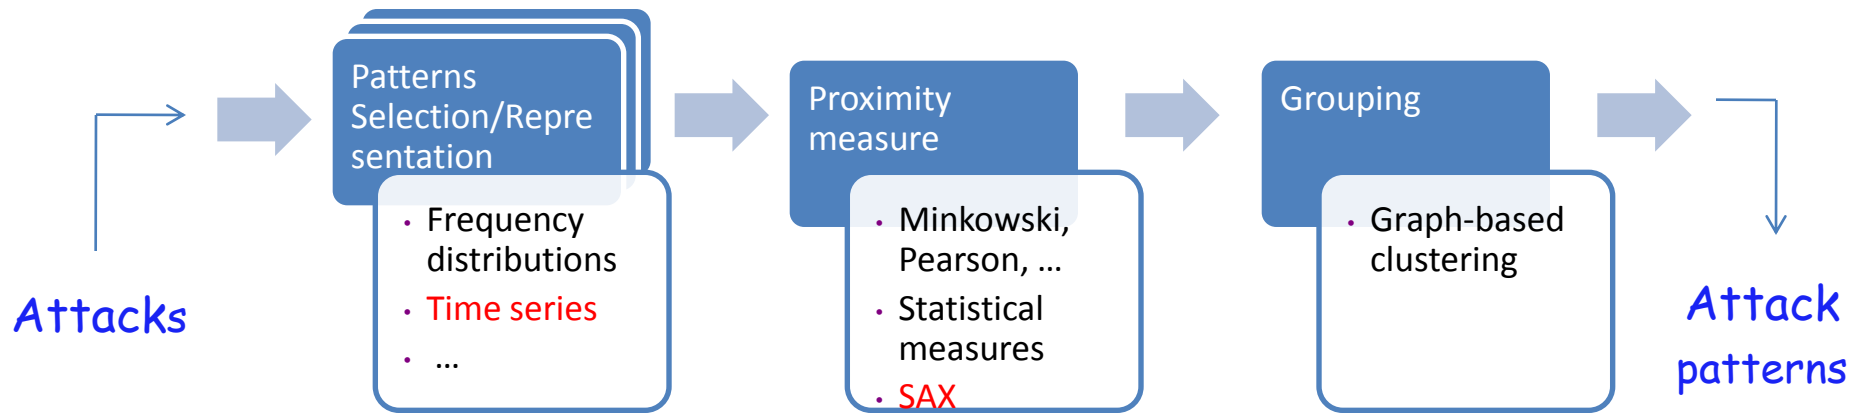 Attacks
Patterns
Selection/Repre
sentation
• Frequency
distributions
• Time series
• ...
Proximity
measure
• Minkowski,
Pearson, ...
• Statistical
measures
• SAX
Grouping
• Graph-based
clustering
Attack
patterns